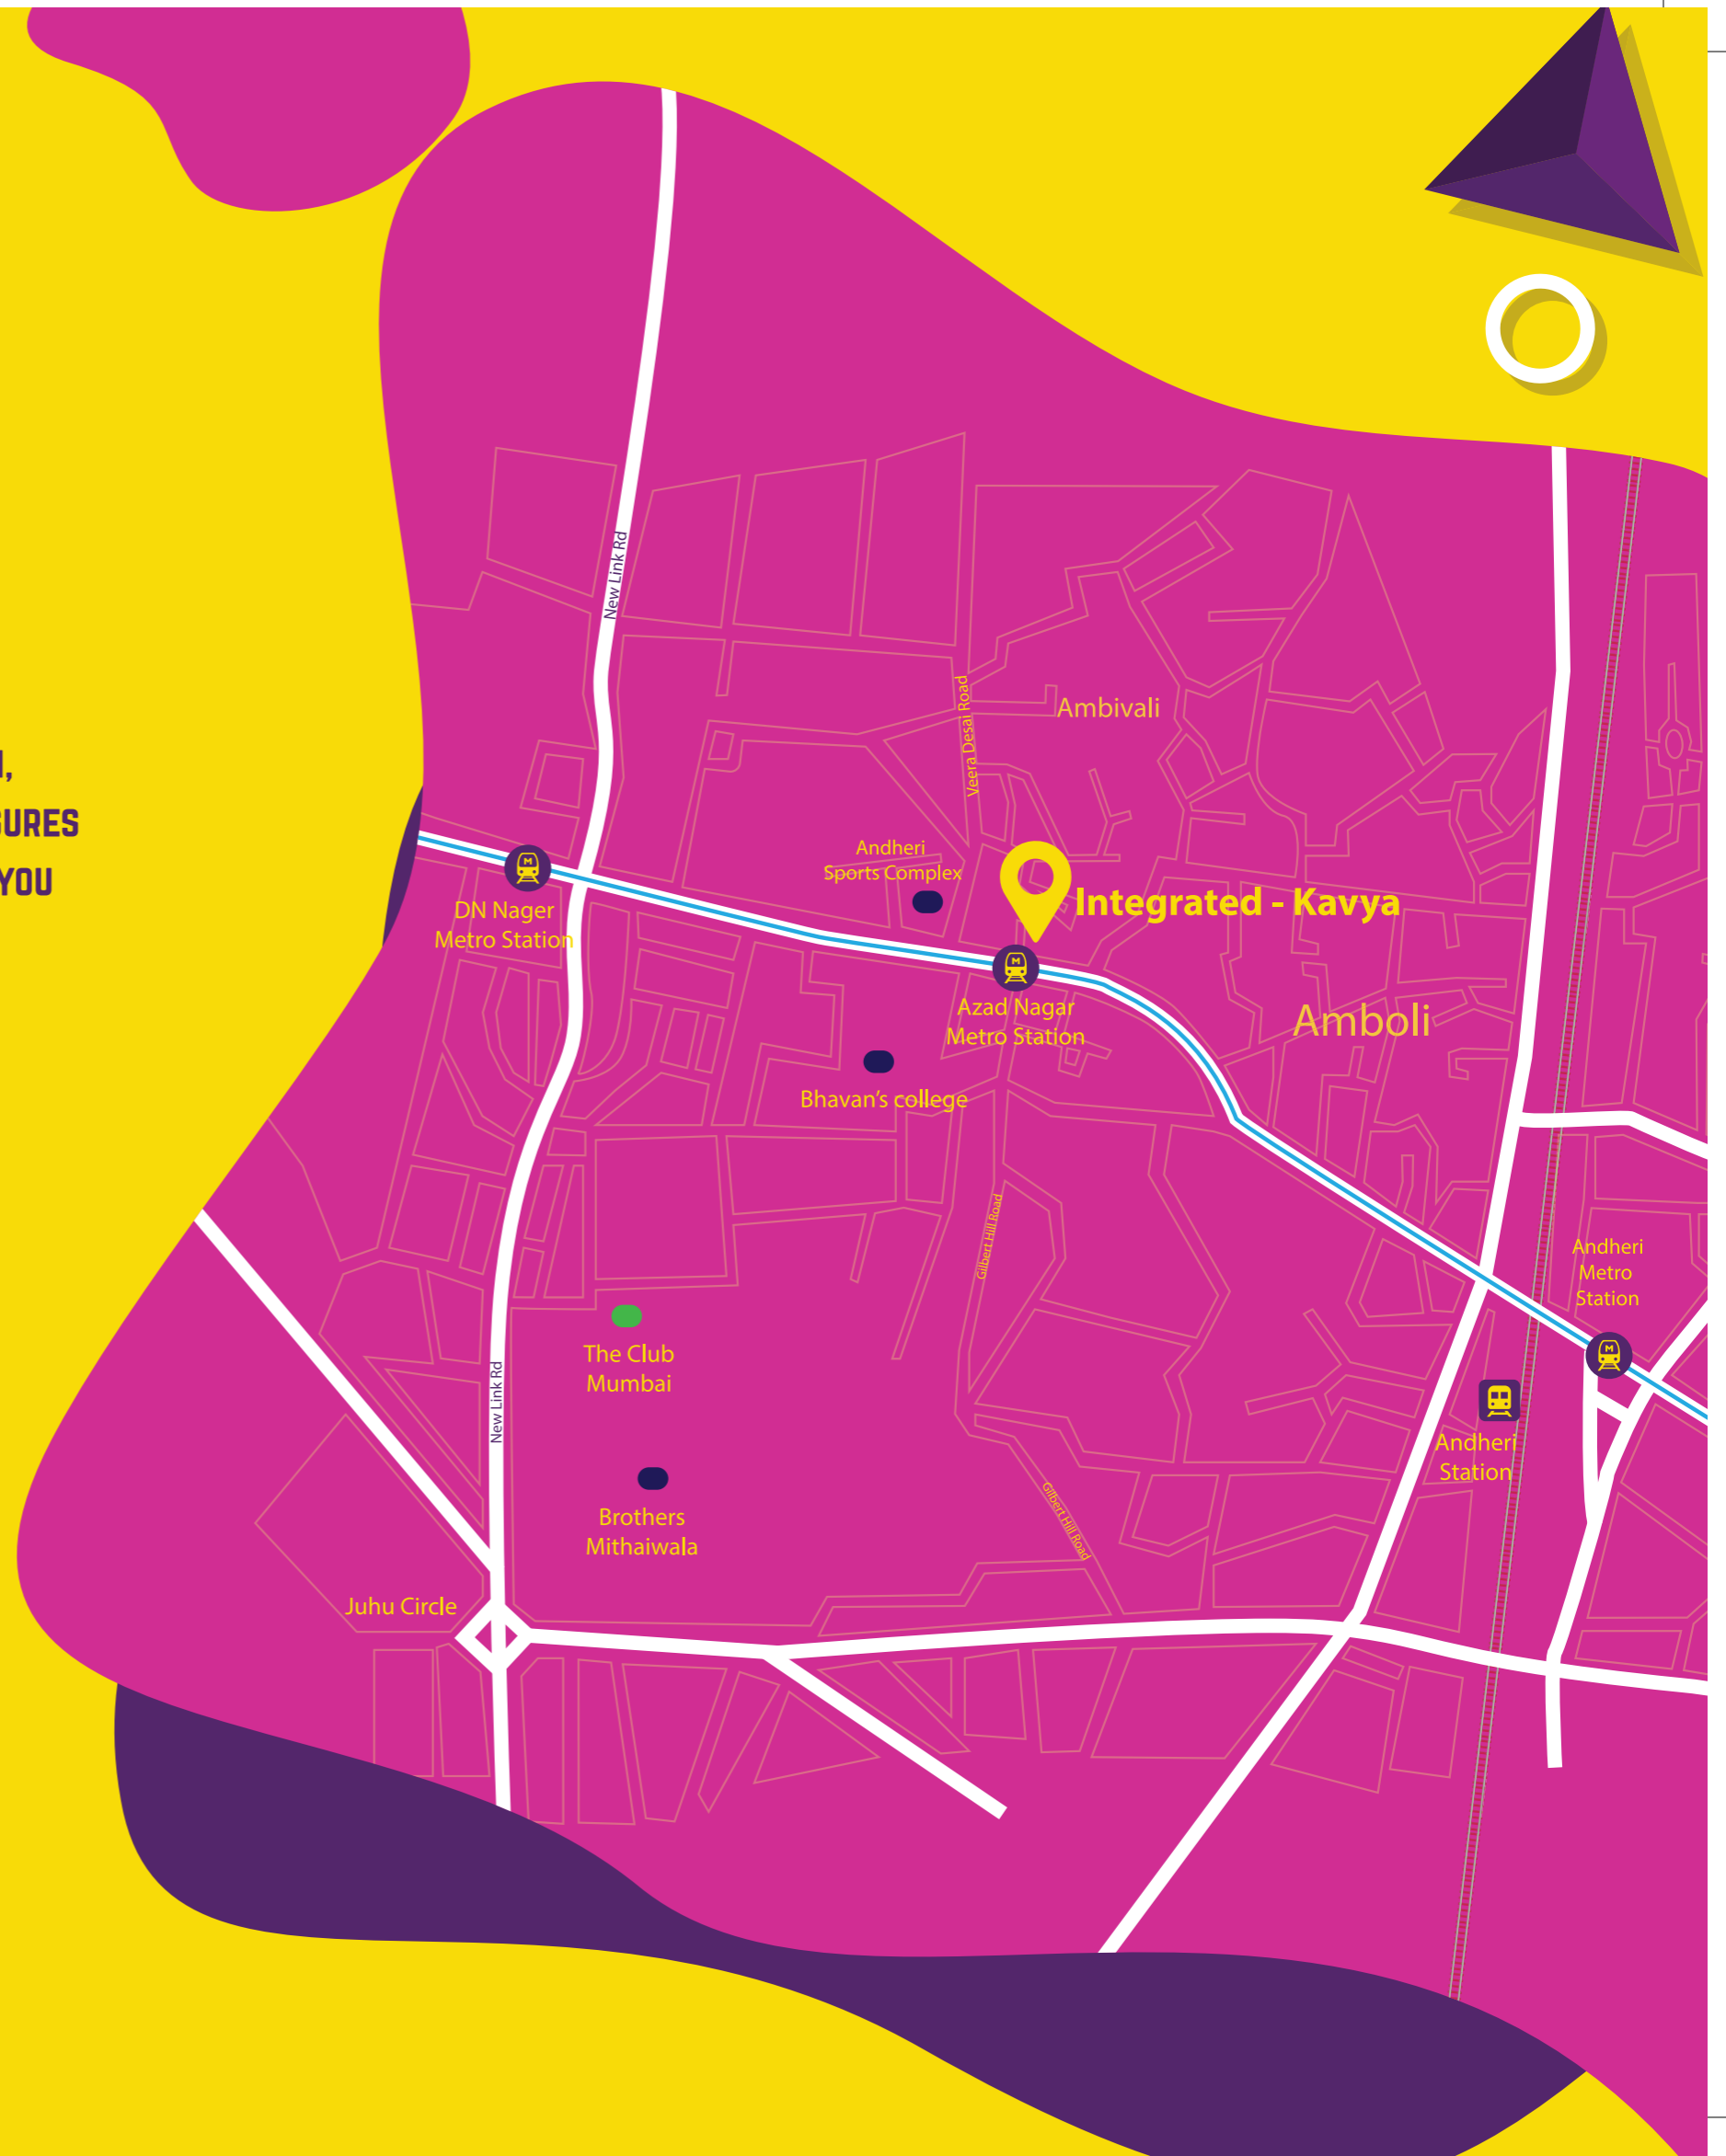 New Link Rd
Veera Desai Road
Ambivali
YOU
Andheri
Sports Complex
Integrated - Kavya
DN Nager
Metro Station
Azad Nagar
Metro Station
Amboli
Bhavan's college
Gilbert Hill Road
Andheri
Metro
Station
The Club
Mumbai
New Link Rd
Andheri
Station
Gilbert Hill Road
Brothers
Mithaiwala
Juhu Circle